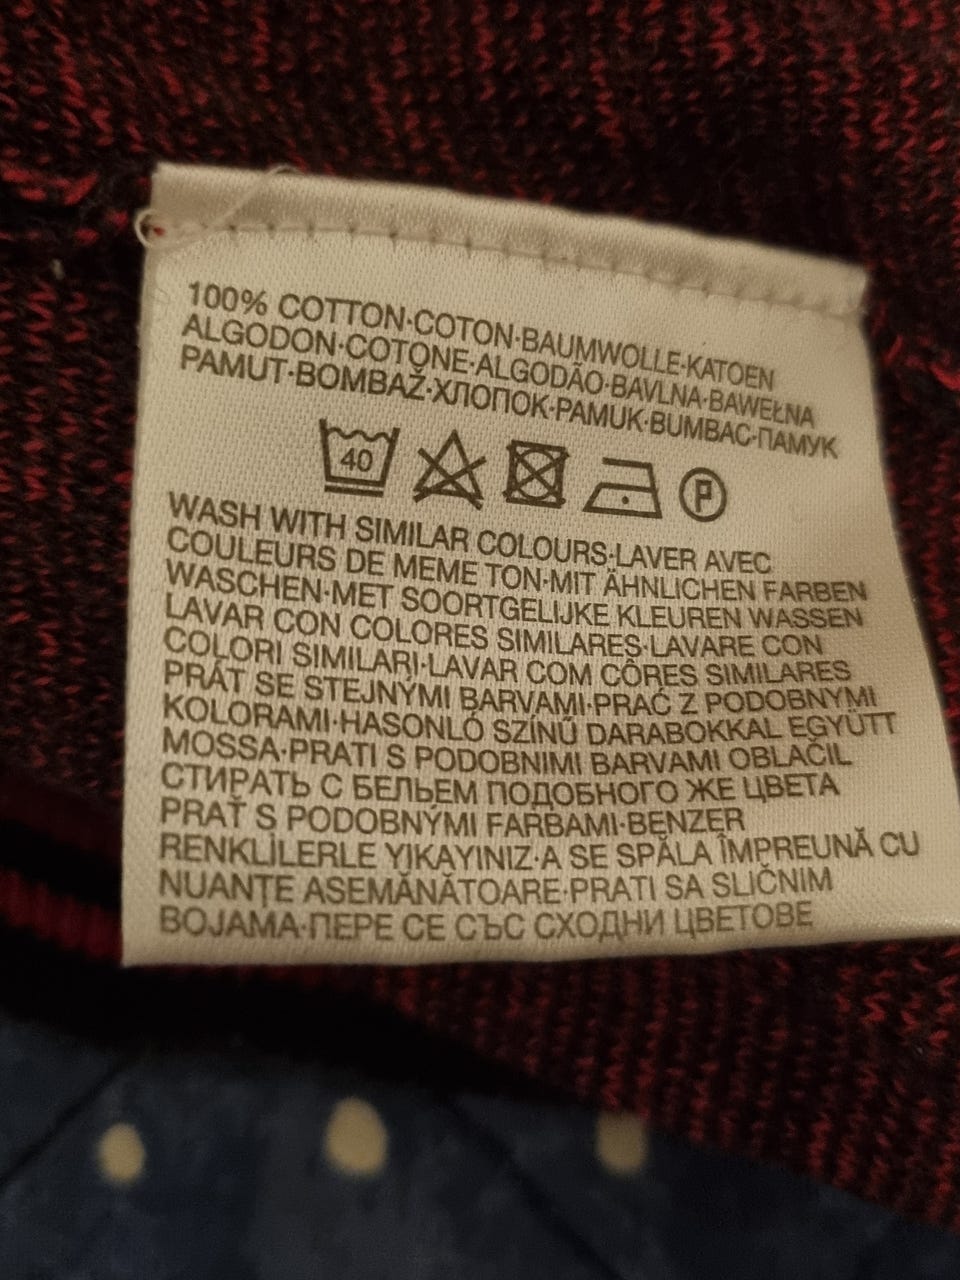 100% COTTON·COTON·BAUMWOLLE·KATOEN
ALGODON·COTONE·ALGODÃO·BAVLNA·BAWEŁNA
PAMUT·BOMBAŽ·ХЛОПОК·PAMUK·BUMBAC·ПАМУК
40 P
WASH WITH SIMILAR COLOURS·LAVER AVEC
COULEURS DE MEME TON·MIT ÄHNLICHEN FARBEN
WASCHEN·MET SOORTGELIJKE KLEUREN WASSEN
LAVAR CON COLORES SIMILARES·LAVARE CON
COLORI SIMILARI·LAVAR COM CÔRES SIMILARES
PRÁT SE STEJNÝMI BARVAMI·PRAĆ Z PODOBNYMI
KOLORAMI·HASONLÓ SZÍNŰ DARABOKKAL EGYÜTT
MOSSA·PRATI S PODOBNIMI BARVAMI OBLAČIL
СТИРАТЬ С БЕЛЬЕМ ПОДОБНОГО ЖЕ ЦВЕТА
PRAŤ S PODOBNÝMI FARBAMI·BENZER
RENKLİLERLE YIKAYINIZ·A SE SPĂLA ÎMPREUNĂ CU
NUANŢE ASEMĂNĂTOARE·PRATI SA SLIČNIM
BOJAMA·ПЕРЕ СЕ СЪС СХОДНИ ЦВЕТОВЕ